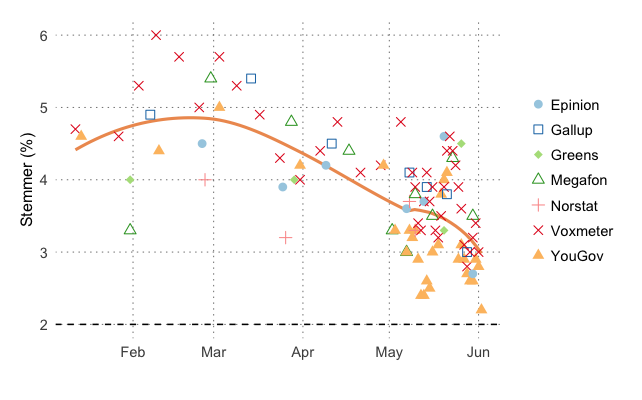 6
5
4
3
2
Stemmer (%)
Feb
Mar
Apr
May
Jun
Epinion
Gallup
Greens
Megafon
Norstat
Voxmeter
YouGov